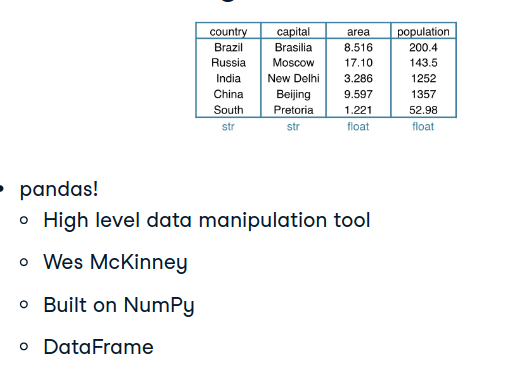 country capital area population
Brazil Brasilia 8.516 200.4
Russia Moscow 17.10 143.5
India New Delhi 3.286 1252
China Beijing 9.597 1357
South Pretoria 1.221 52.98
str str float float
pandas!
High level data manipulation tool
Wes McKinney
Built on NumPy
DataFrame